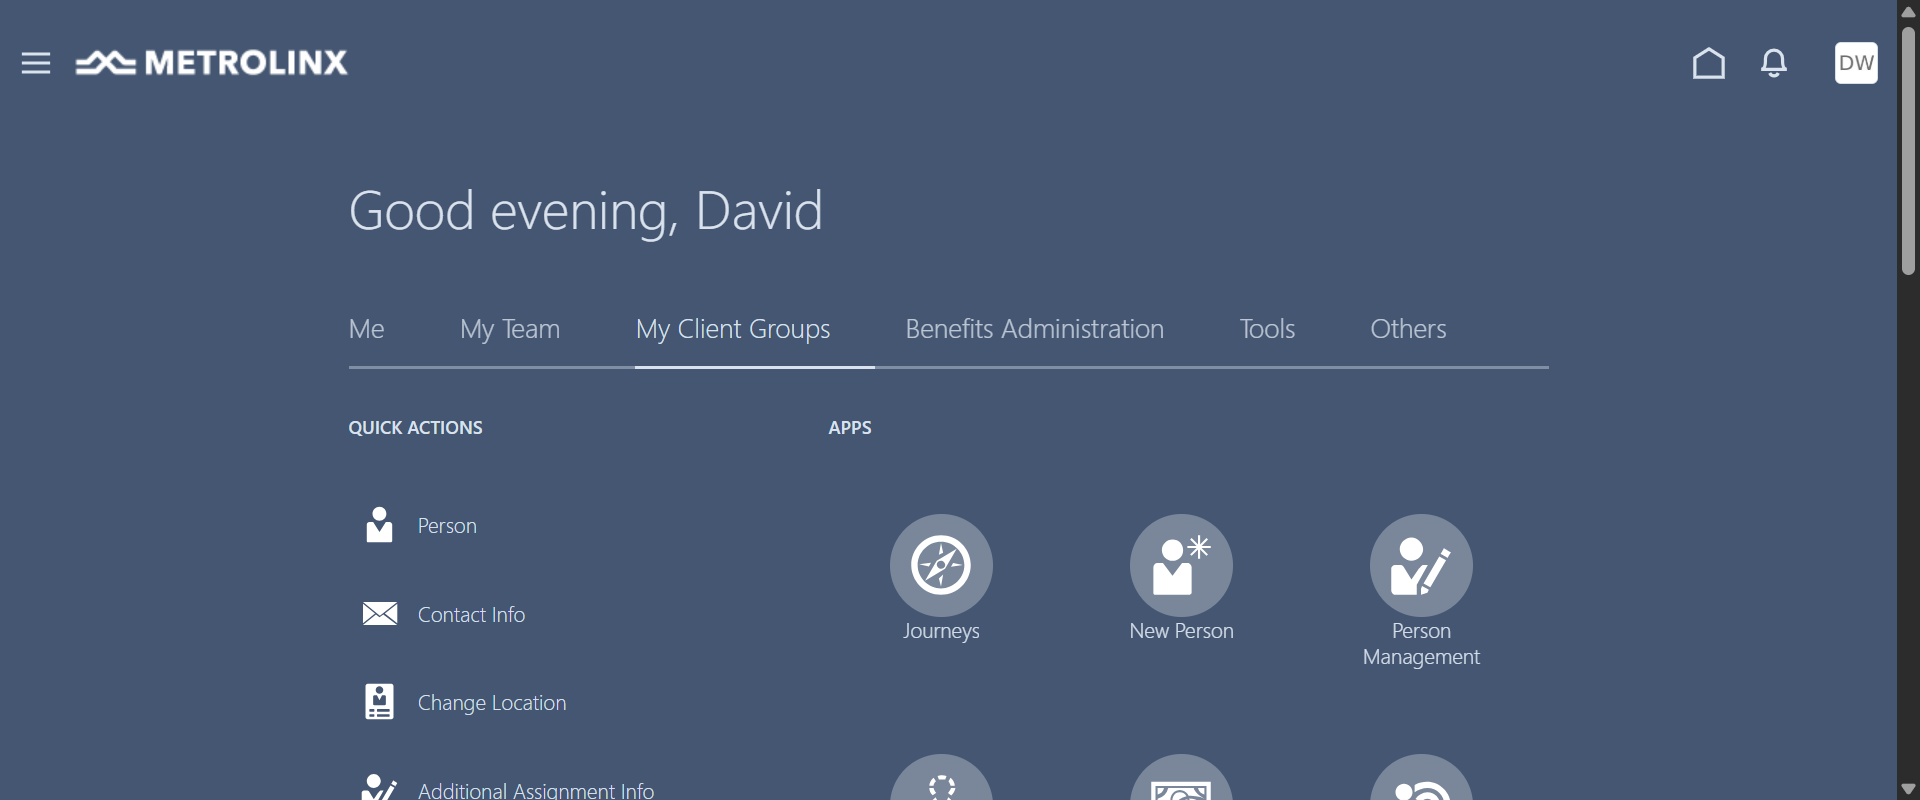 METROLINX
DW
Good evening, David
Me
My Team
My Client Groups
Benefits Administration
Tools
Others
QUICK ACTIONS
APPS
Person
Contact Info
Change Location
Additional Assignment Info
Journeys
New Person
Person
Management